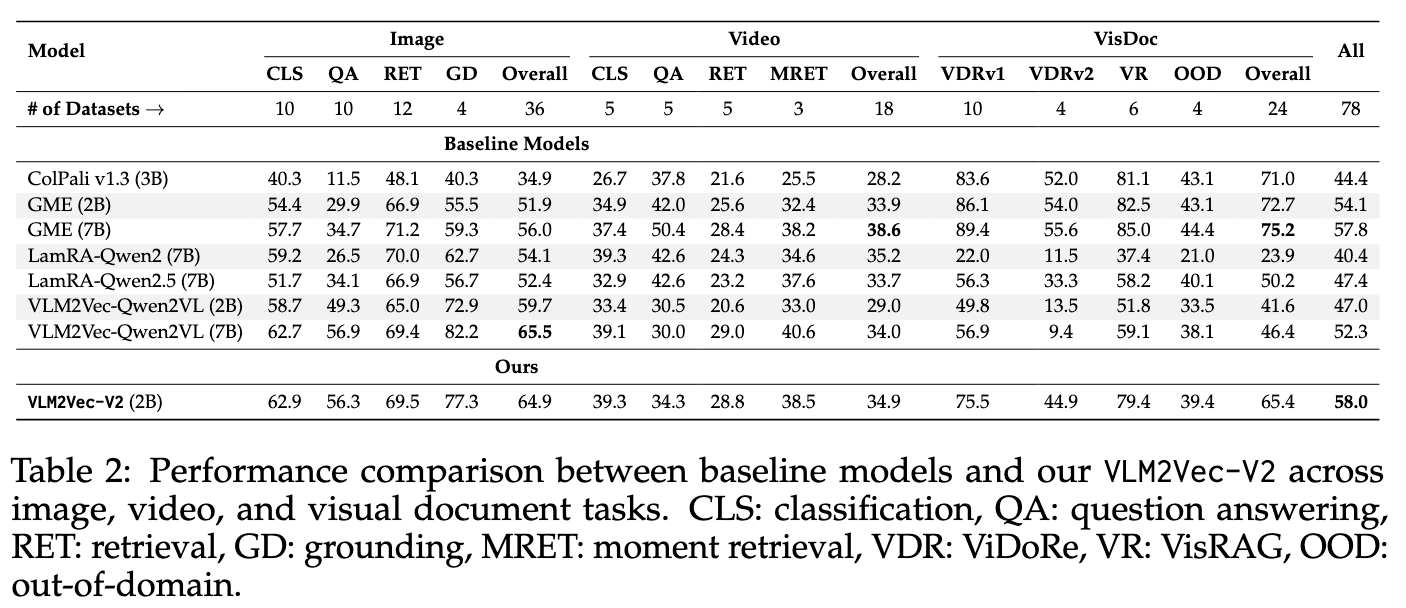 Model Image Video VisDoc All
CLS QA RET GD Overall CLS QA RET MRET Overall VDRv1 VDRv2 VR OOD Overall
# of Datasets → 10 10 12 4 36 5 5 5 3 18 10 4 6 4 24 78
Baseline Models
ColPali v1.3 (3B) 40.3 11.5 48.1 40.3 34.9 26.7 37.8 21.6 25.5 28.2 83.6 52.0 81.1 43.1 71.0 44.4
GME (2B) 54.4 29.9 66.9 55.5 51.9 34.9 42.0 25.6 32.4 33.9 86.1 54.0 82.5 43.1 72.7 54.1
GME (7B) 57.7 34.7 71.2 59.3 56.0 37.4 50.4 28.4 38.2 38.6 89.4 55.6 85.0 44.4 75.2 57.8
LamRA-Qwen2 (7B) 59.2 26.5 70.0 62.7 54.1 39.3 42.6 24.3 34.6 35.2 22.0 11.5 37.4 21.0 23.9 40.4
LamRA-Qwen2.5 (7B) 51.7 34.1 66.9 56.7 52.4 32.9 42.6 23.2 37.6 33.7 56.3 33.3 58.2 40.1 50.2 47.4
VLM2Vec-Qwen2VL (2B) 58.7 49.3 65.0 72.9 59.7 33.4 30.5 20.6 33.0 29.0 49.8 13.5 51.8 33.5 41.6 47.0
VLM2Vec-Qwen2VL (7B) 62.7 56.9 69.4 82.2 65.5 39.1 30.0 29.0 40.6 34.0 56.9 9.4 59.1 38.1 46.4 52.3
Ours
VLM2Vec-V2 (2B) 62.9 56.3 69.5 77.3 64.9 39.3 34.3 28.8 38.5 34.9 75.5 44.9 79.4 39.4 65.4 58.0
Table 2: Performance comparison between baseline models and our VLM2Vec-V2 across
image, video, and visual document tasks. CLS: classification, QA: question answering,
RET: retrieval, GD: grounding, MRET: moment retrieval, VDR: ViDoRe, VR: VisRAG, OOD:
out-of-domain.